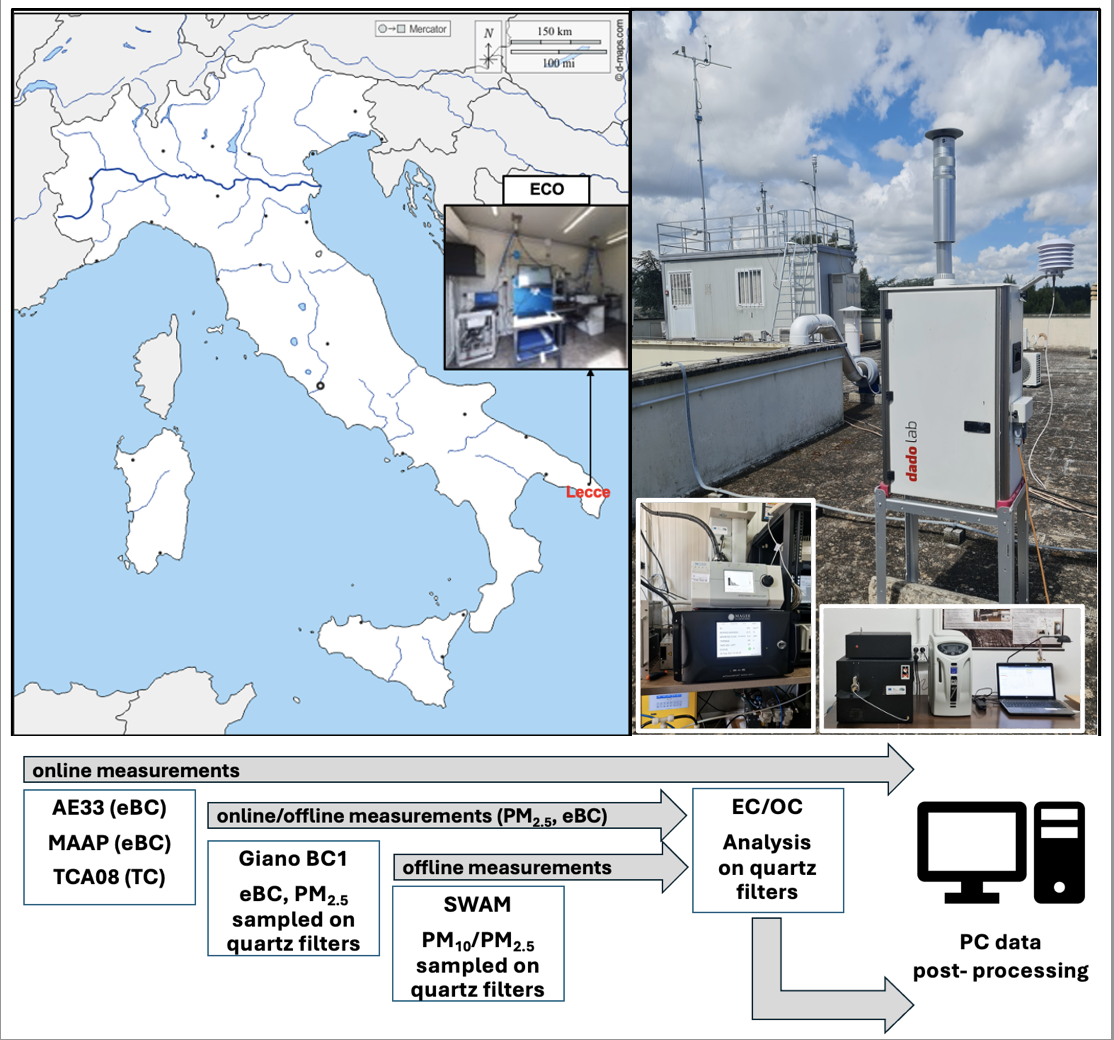 Mercator
N
150 km
100 mi
© d-maps.com
ECO
Lecce
dado lab
online measurements
AE33 (eBC)
MAAP (eBC)
TCA08 (TC)
online/offline measurements (PM2.5, eBC)
Giano BC1
eBC, PM2.5
sampled on
quartz filters
offline measurements
SWAM
PM10/PM2.5
sampled on
quartz filters
EC/OC
Analysis
on quartz
filters
PC data
post- processing